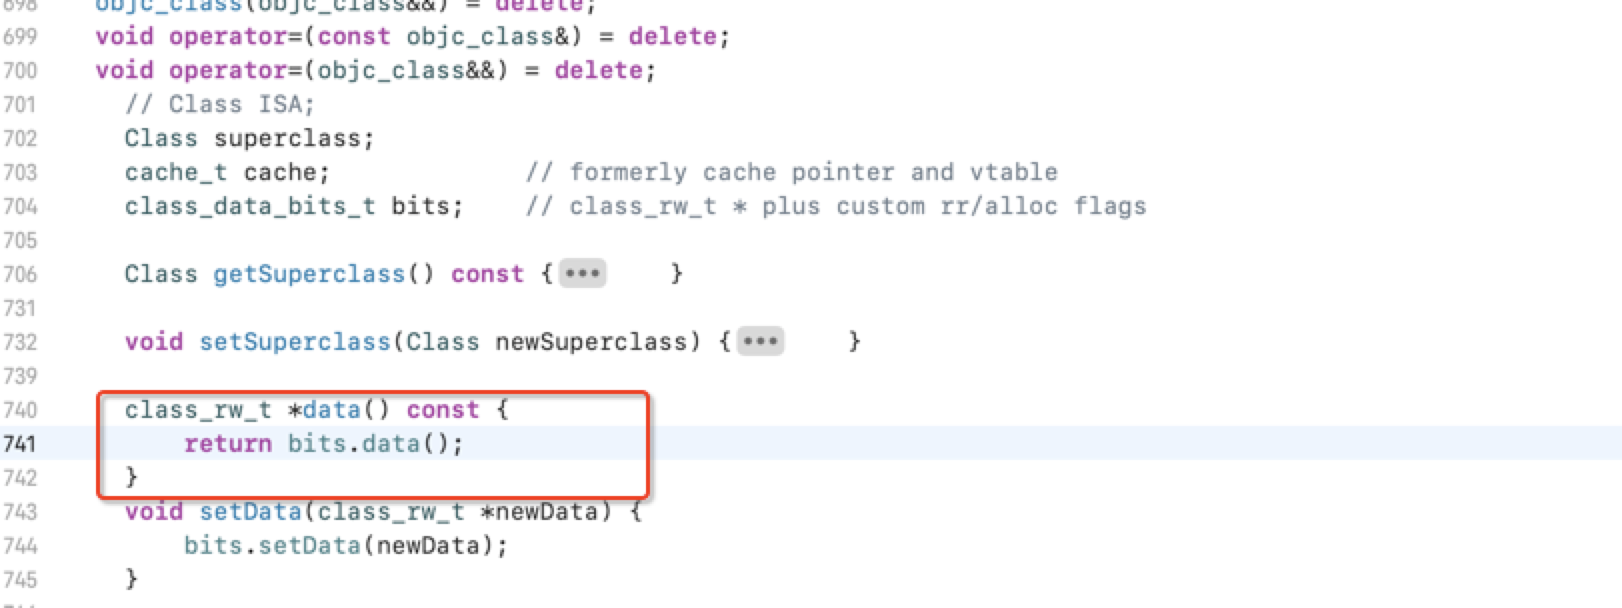 698 objc_class(objc_class&&) = delete;
699 void operator=(const objc_class&) = delete;
700 void operator=(objc_class&&) = delete;
701 // Class ISA;
702 Class superclass;
703 cache_t cache; // formerly cache pointer and vtable
704 class_data_bits_t bits; // class_rw_t * plus custom rr/alloc flags
705
706 Class getSuperclass() const {••• }
731
732 void setSuperclass(Class newSuperclass) {••• }
739
740 class_rw_t *data() const {
741 return bits.data();
742 }
743 void setData(class_rw_t *newData) {
744 bits.setData(newData);
745 }